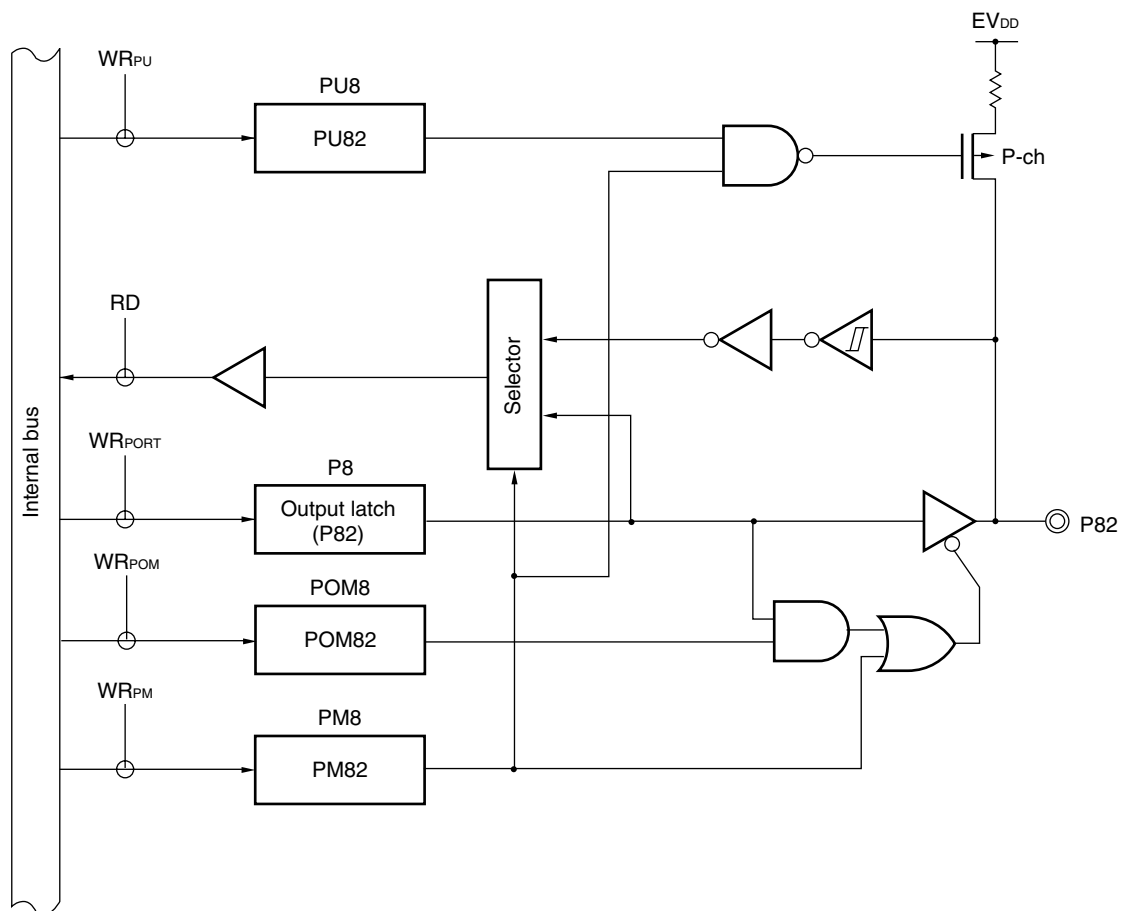 EVDD
WRPU
PU8
PU82
P-ch
RD
Selector
Internal bus
WRPORT
P8
Output latch
(P82)
P82
WRPOM
POM8
POM82
WRPM
PM8
PM82